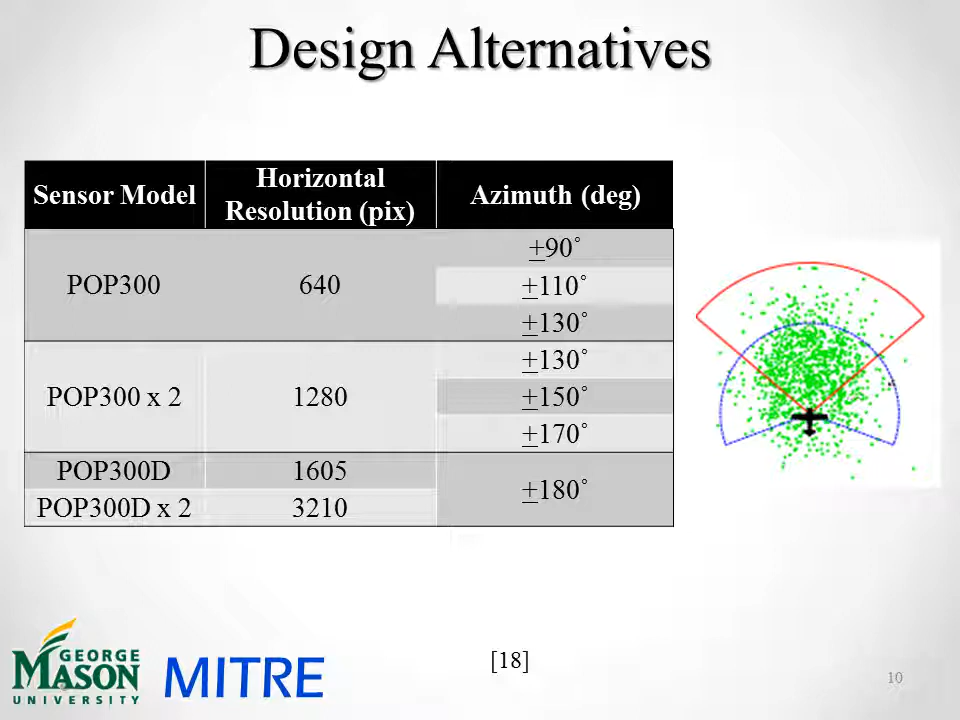 Design Alternatives
Sensor Model
Horizontal
Resolution (pix)
Azimuth (deg)
POP300
640
±90˚
±110˚
±130˚
POP300 x 2
1280
±130˚
±150˚
±170˚
POP300D
1605
±180˚
POP300D x 2
3210
[18]
GEORGE
MASON
UNIVERSITY
MITRE
10